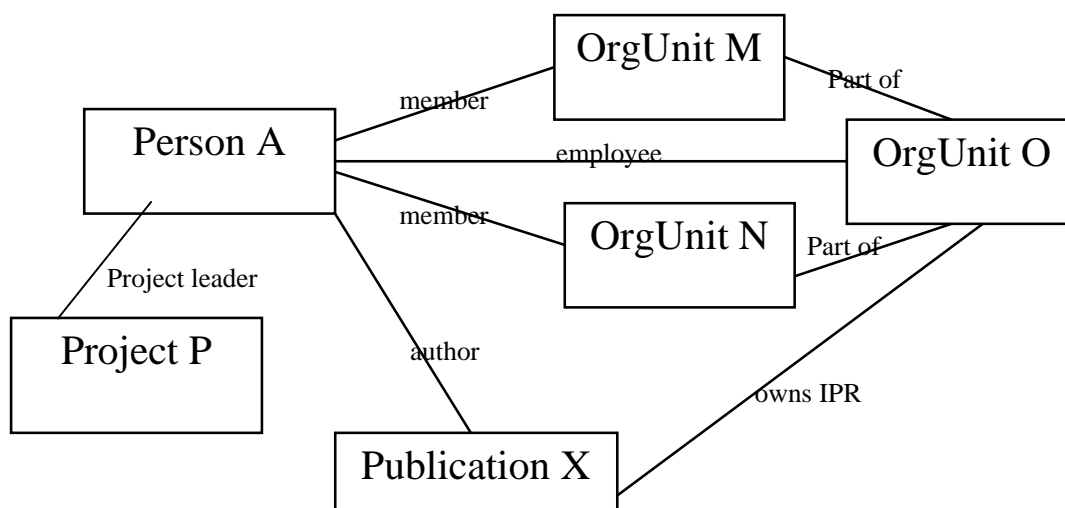 OrgUnit M
Part of
member
Person A
employee
OrgUnit O
member
OrgUnit N
Part of
Project leader
Project P
author
owns IPR
Publication X